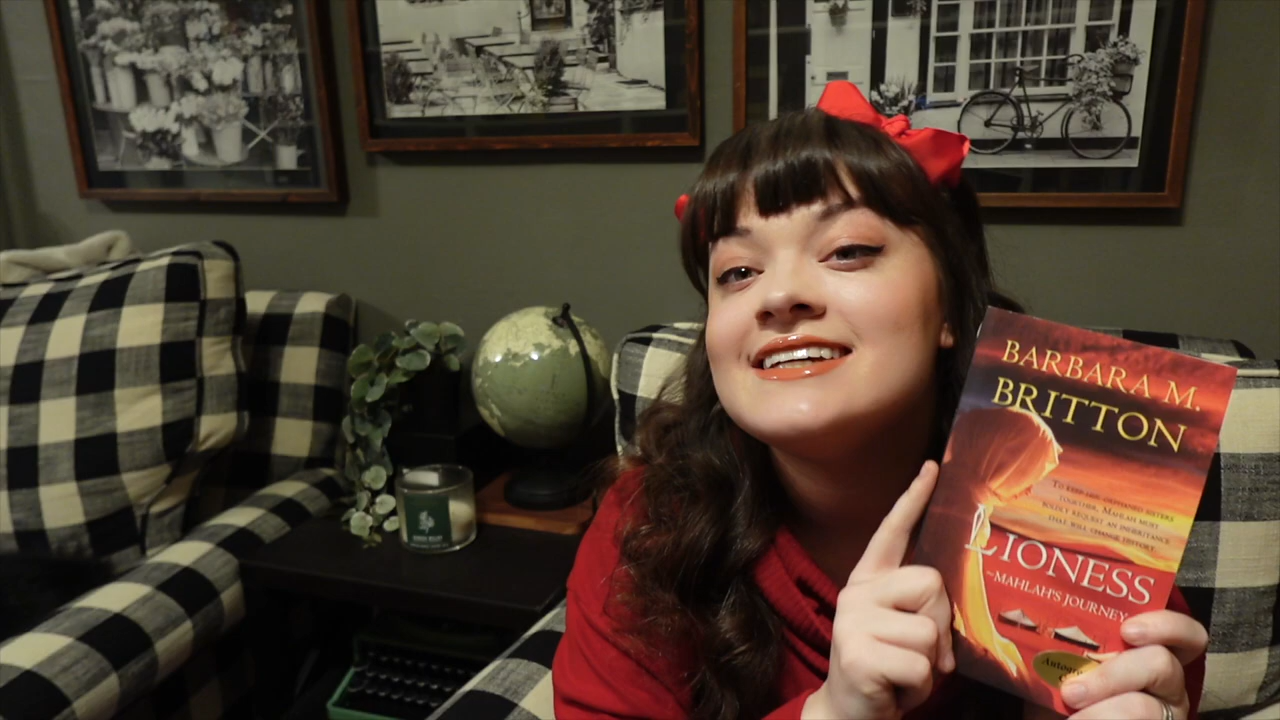 BARBARA M.
BRITTON
TO KEEP HER ORPHANED SISTERS
TOGETHER, MAHLAH MUST
BOLDLY REQUEST AN INHERITANCE
THAT WILL CHANGE HISTORY
LIONESS
~MAHLAH'S JOURNEY